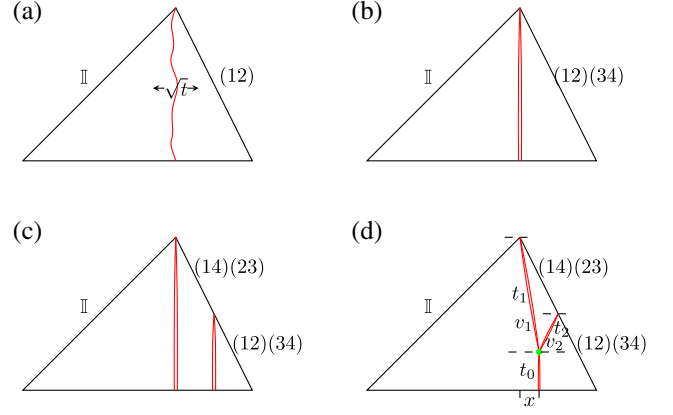 (a)
𝕀
(12)
√t
(b)
𝕀
(12)(34)
(c)
𝕀
(14)(23)
(12)(34)
(d)
𝕀
(14)(23)
t₁
v₁
t₂
v₂
(12)(34)
t₀
x